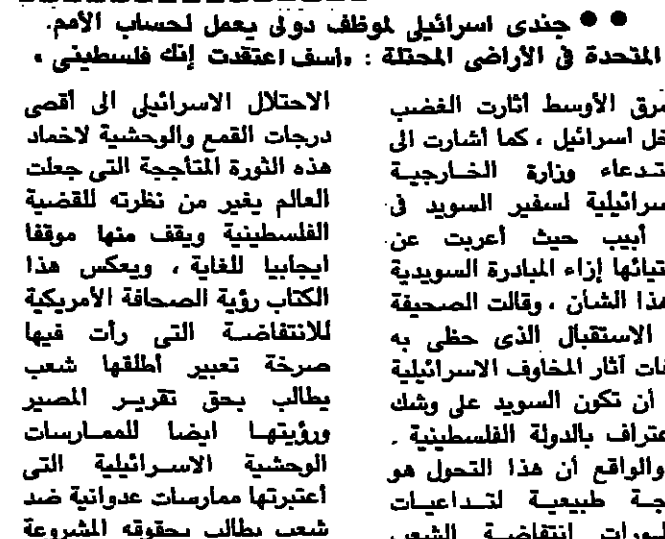 ● ● جندى اسرائيلى لموظف دولى يعمل لحساب الأمم.
المتحدة فى الأراضى المحتلة : «أسف اعتقدت إنك فلسطينى »
شرق الأوسط أثارت الغضب
خل اسرائيل ، كما أشارت الى
تدعاء وزارة الخارجية
سرائيلية لسفير السويد فى
أبيب حيث أعربت عن
تيائها إزاء المبادرة السويدية
هذا الشأن ، وقالت الصحيفة
الاستقبال الذى حظى به
فات آثار المخاوف الاسرائيلية
أن تكون السويد على وشك
عتراف بالدولة الفلسطينية .
والواقع أن هذا التحول هو
جة طبيعية لتداعيات
انتفاضة الشعب
الاحتلال الاسرائيلى الى أقصى
درجات القمع والوحشية لاخماد
هذه الثورة المتأججة التى جعلت
العالم يغير من نظرته للقضية
الفلسطينية ويقف منها موقفا
ايجابيا للغاية ، ويعكس هذا
الكتاب رؤية الصحافة الأمريكية
للانتفاضة التى رأت فيها
صرخة تعبير أطلقها شعب
يطالب بحق تقرير المصير
ورؤيتها ايضا للممارسات
الوحشية الاسرائيلية التى
أعتبرتها ممارسات عدوانية ضد
شعب يطالب بحقوقه المشروعة